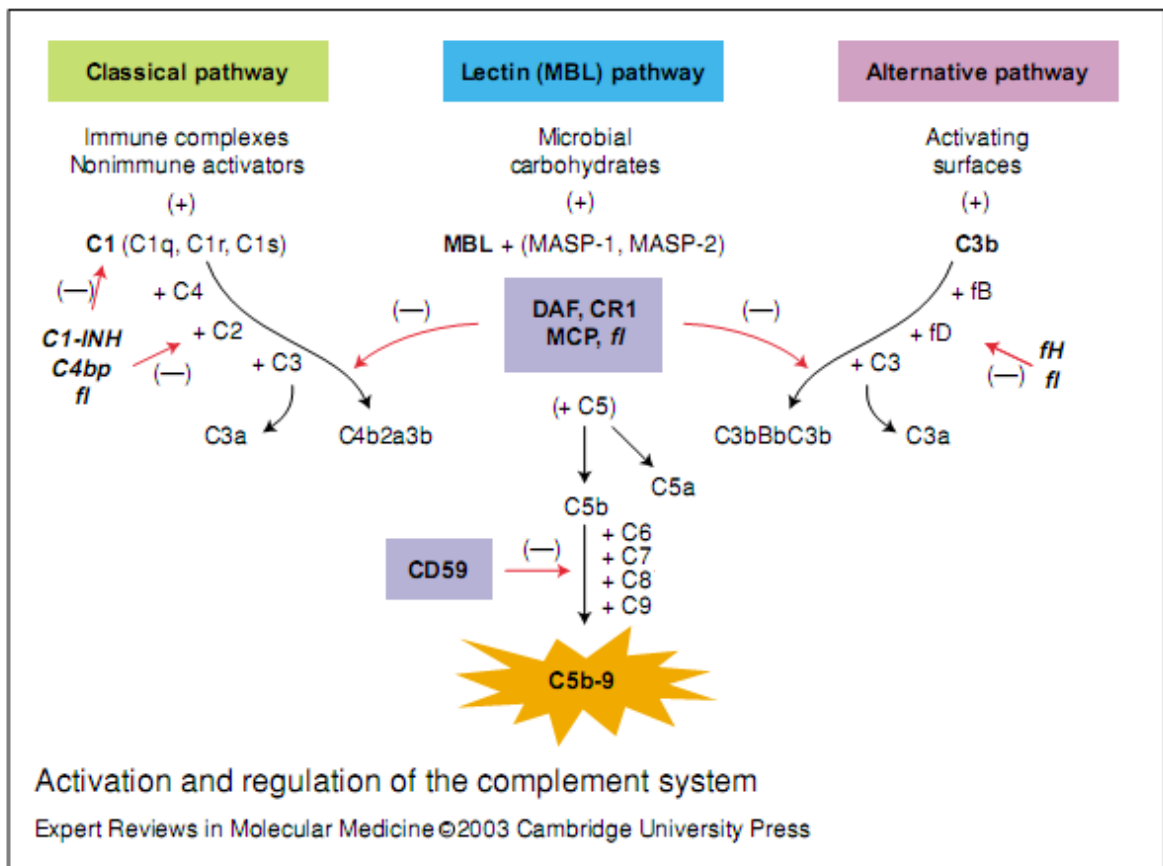 Classical pathway
Lectin (MBL) pathway
Alternative pathway
Immune complexes
Nonimmune activators
Microbial
carbohydrates
Activating
surfaces
(+)
(+)
(+)
C1 (C1q, C1r, C1s)
MBL + (MASP-1, MASP-2)
C3b
(—)
+ C4
+ C2
+ C3
C1-INH
C4bp
fI
(—)
(—)
DAF, CR1
MCP, fI
(—)
+ fB
+ fD
+ C3
fH
fI
(—)
C3a
C4b2a3b
(+ C5)
C3bBbC3b
C3a
C5a
C5b
+ C6
+ C7
+ C8
+ C9
CD59
(—)
C5b-9
Activation and regulation of the complement system
Expert Reviews in Molecular Medicine ©2003 Cambridge University Press